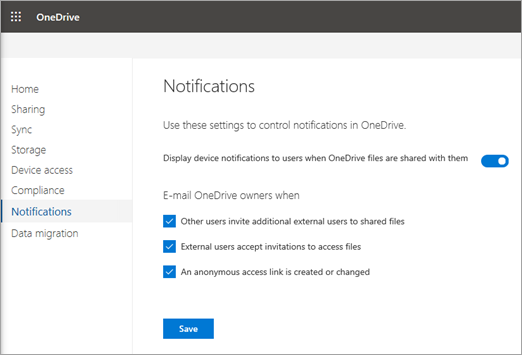 OneDrive
Home
Sharing
Sync
Storage
Device access
Compliance
Notifications
Data migration
Notifications
Use these settings to control notifications in OneDrive.
Display device notifications to users when OneDrive files are shared with them
E-mail OneDrive owners when
Other users invite additional external users to shared files
External users accept invitations to access files
An anonymous access link is created or changed
Save